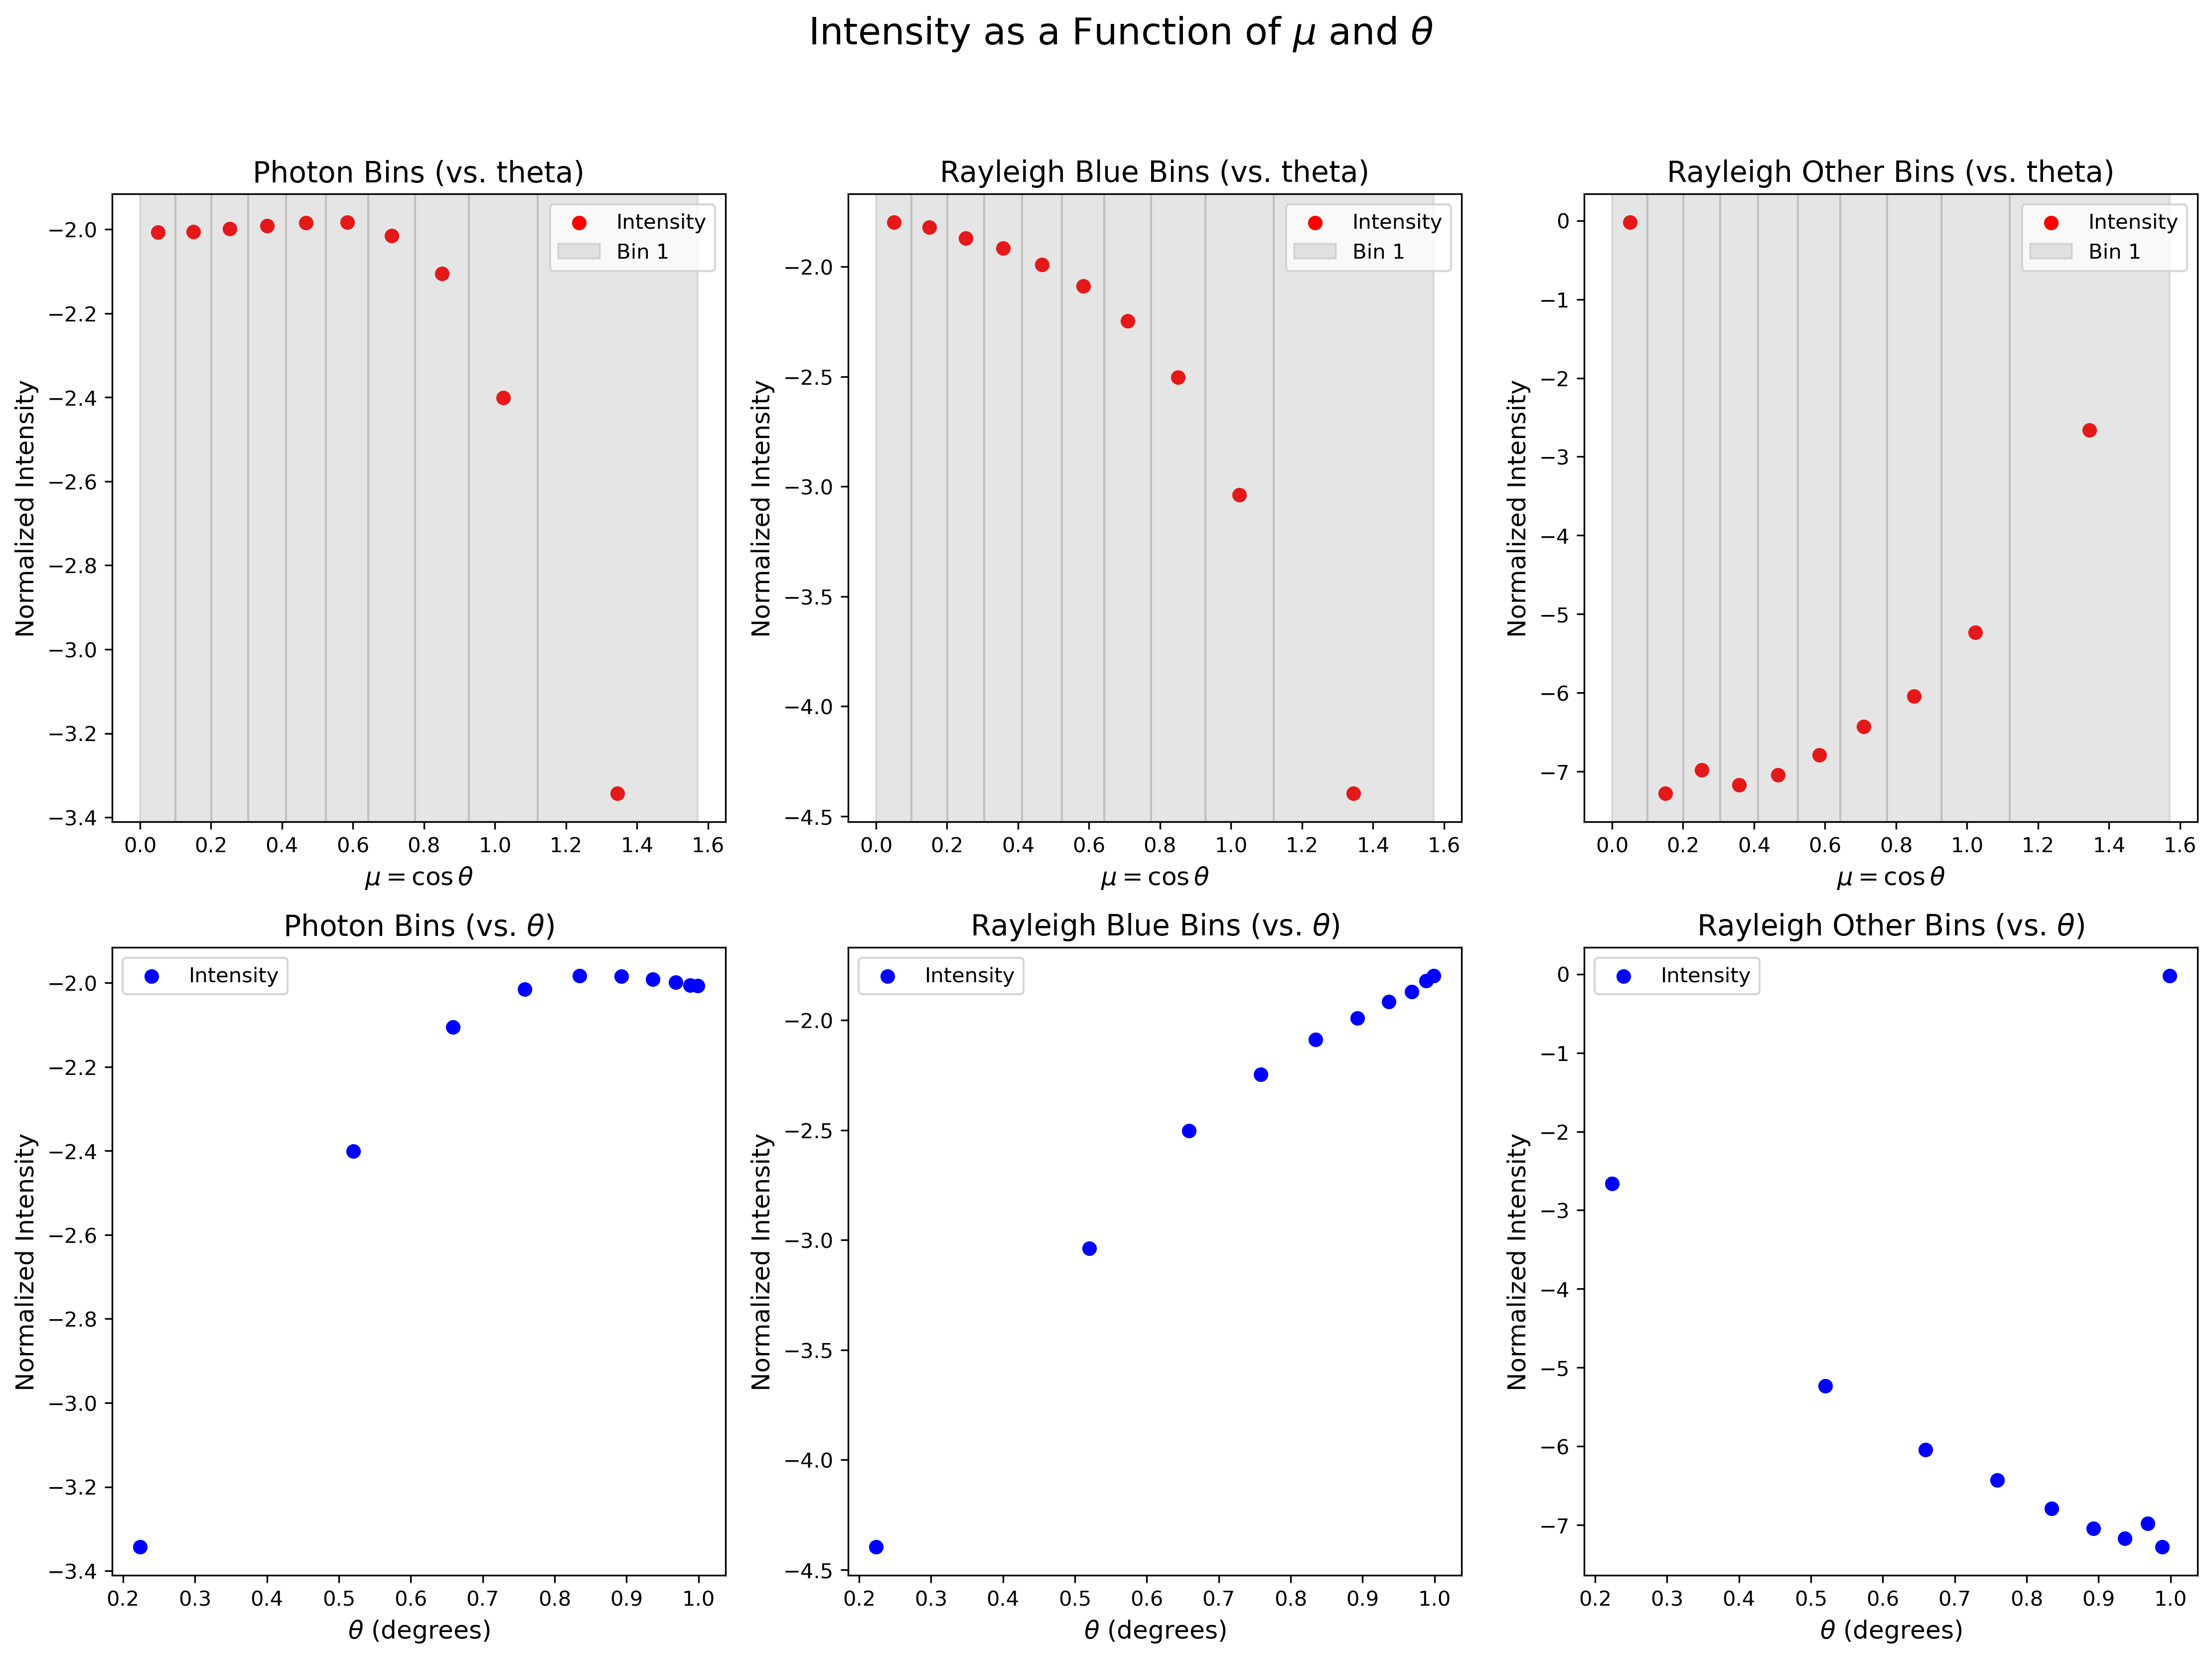 Intensity as a Function of μ and θ
Photon Bins (vs. theta)
Normalized Intensity
−2.0
−2.2
−2.4
−2.6
−2.8
−3.0
−3.2
−3.4
Intensity
Bin 1
0.0 0.2 0.4 0.6 0.8 1.0 1.2 1.4 1.6
μ = cos θ
Rayleigh Blue Bins (vs. theta)
Normalized Intensity
−2.0
−2.5
−3.0
−3.5
−4.0
−4.5
Intensity
Bin 1
0.0 0.2 0.4 0.6 0.8 1.0 1.2 1.4 1.6
μ = cos θ
Rayleigh Other Bins (vs. theta)
Normalized Intensity
0
−1
−2
−3
−4
−5
−6
−7
Intensity
Bin 1
0.0 0.2 0.4 0.6 0.8 1.0 1.2 1.4 1.6
μ = cos θ
Photon Bins (vs. θ)
Normalized Intensity
−2.0
−2.2
−2.4
−2.6
−2.8
−3.0
−3.2
−3.4
Intensity
0.2 0.3 0.4 0.5 0.6 0.7 0.8 0.9 1.0
θ (degrees)
Rayleigh Blue Bins (vs. θ)
Normalized Intensity
−2.0
−2.5
−3.0
−3.5
−4.0
−4.5
Intensity
0.2 0.3 0.4 0.5 0.6 0.7 0.8 0.9 1.0
θ (degrees)
Rayleigh Other Bins (vs. θ)
Normalized Intensity
0
−1
−2
−3
−4
−5
−6
−7
Intensity
0.2 0.3 0.4 0.5 0.6 0.7 0.8 0.9 1.0
θ (degrees)